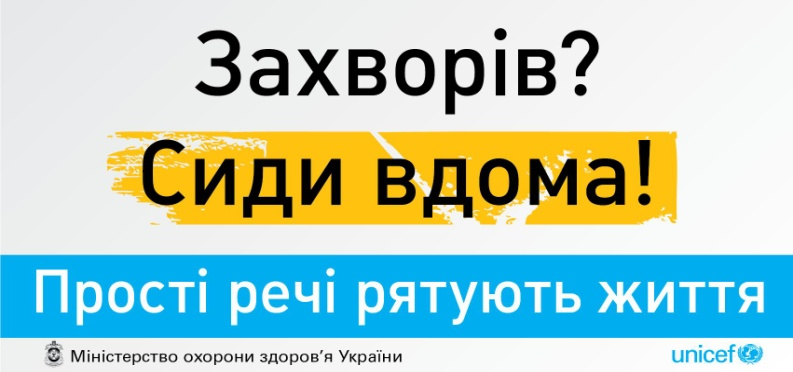 Захворів?
Сиди вдома!
Прості речі рятують життя
Міністерство охорони здоров'я України
unicef